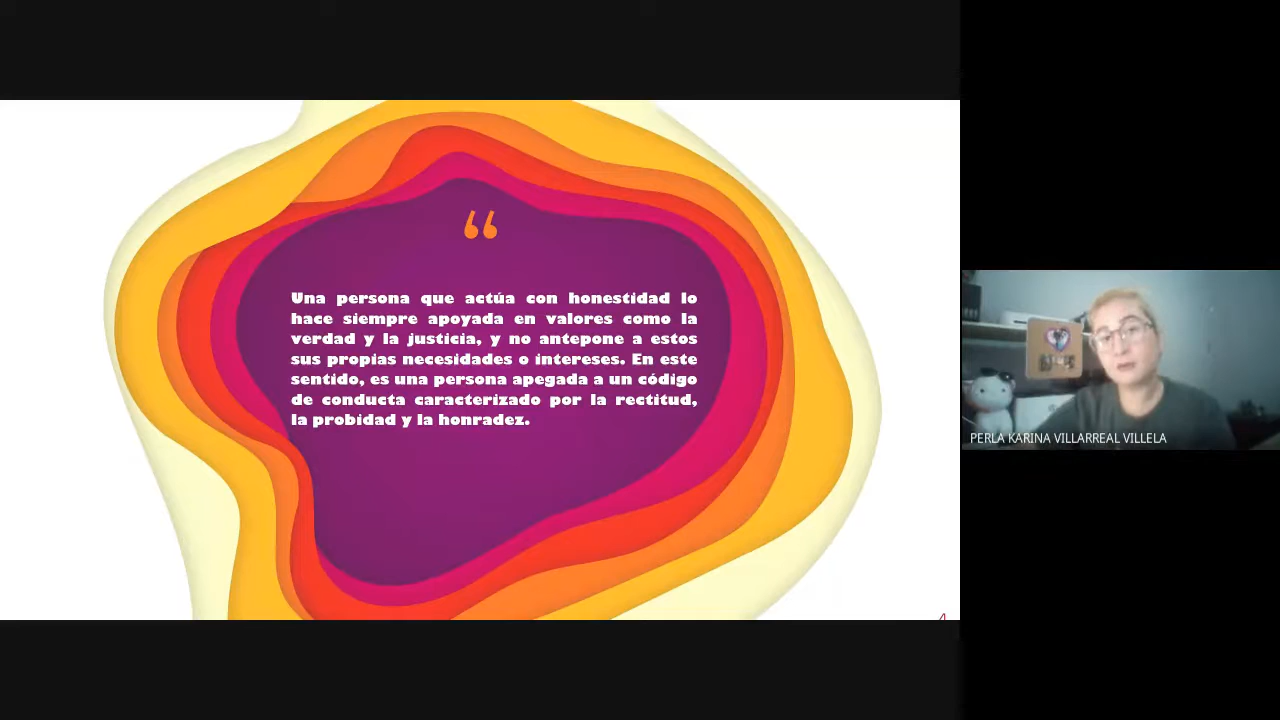 “
Una persona que actúa con honestidad lo
hace siempre apoyada en valores como la
verdad y la justicia, y no antepone a estos
sus propias necesidades o intereses. En este
sentido, es una persona apegada a un código
de conducta caracterizado por la rectitud,
la probidad y la honradez.
PERLA KARINA VILLARREAL VILLELA